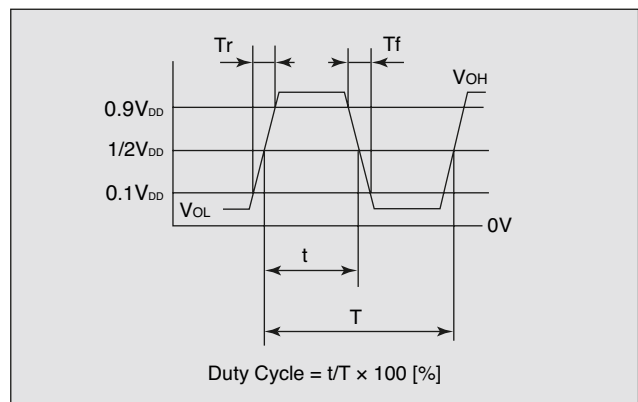 Tr
Tf
VOH
0.9VDD
1/2VDD
0.1VDD
VOL
0V
t
T
Duty Cycle = t/T × 100 [%]